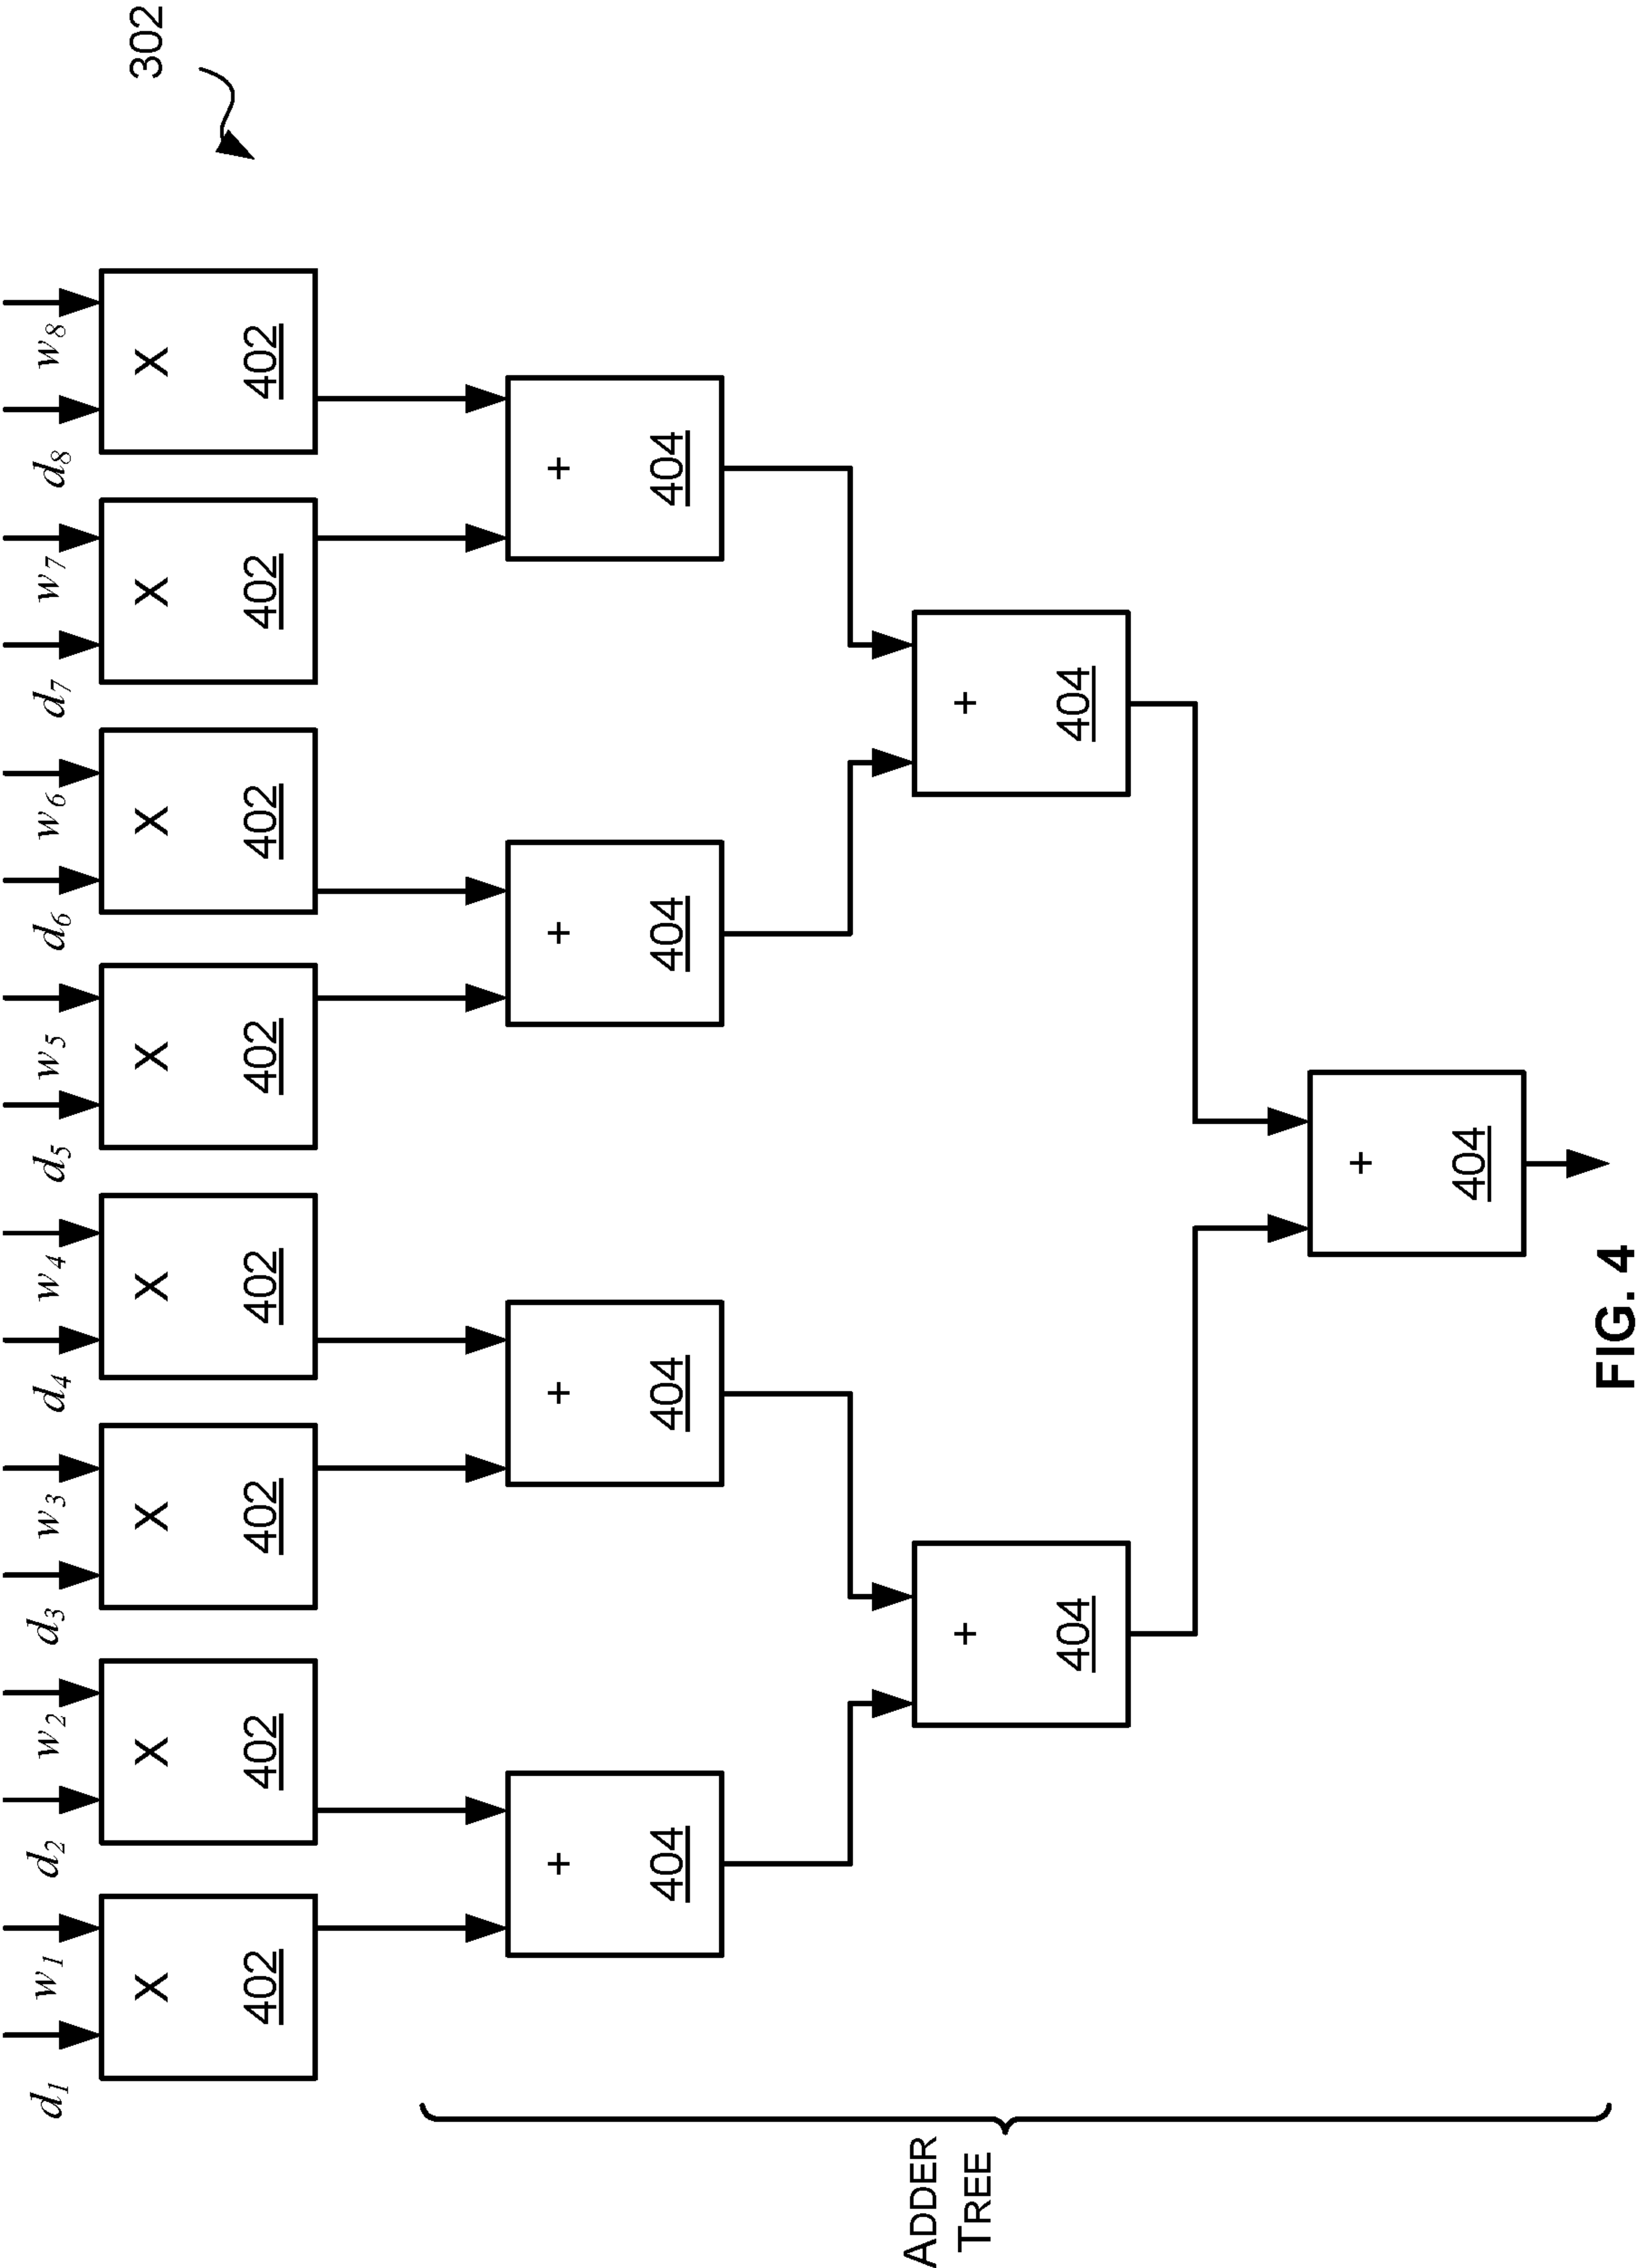 302
d1 w1 d2 w2 d3 w3 d4 w4 d5 w5 d6 w6 d7 w7 d8 w8
X X X X X X X X
402 402 402 402 402 402 402 402
+ + + +
404 404 404 404
+ +
404 404
+
404
ADDER
TREE
FIG. 4